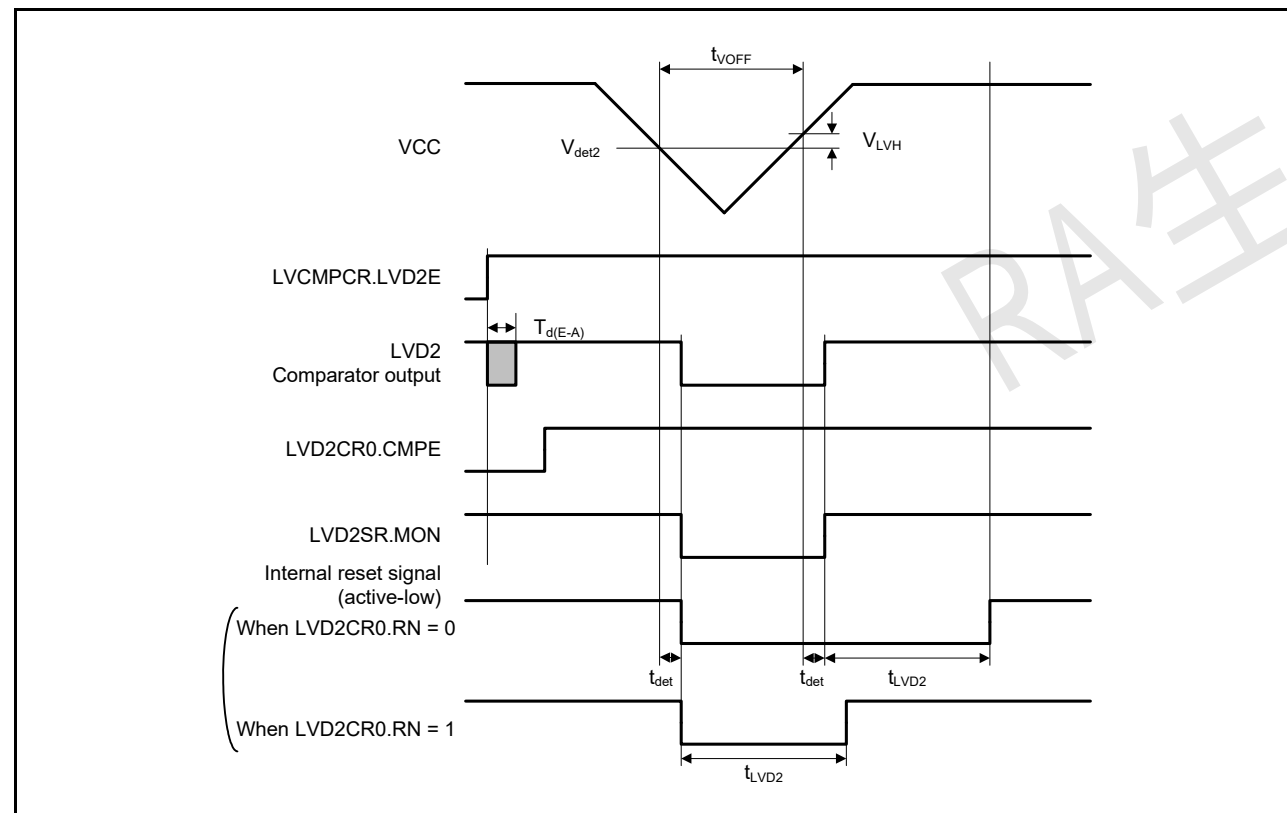 tVOFF
VCC
Vdet2
VLVH
RA生
LVCMPCR.LVD2E
Td(E-A)
LVD2
Comparator output
LVD2CR0.CMPE
LVD2SR.MON
Internal reset signal
(active-low)
When LVD2CR0.RN = 0
tdet
tdet
tLVD2
When LVD2CR0.RN = 1
tLVD2